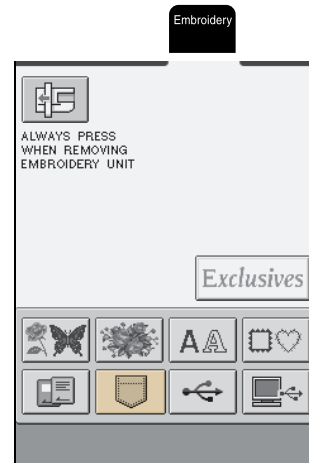 Embroidery
ALWAYS PRESS
WHEN REMOVING
EMBROIDERY UNIT
Exclusives
AA